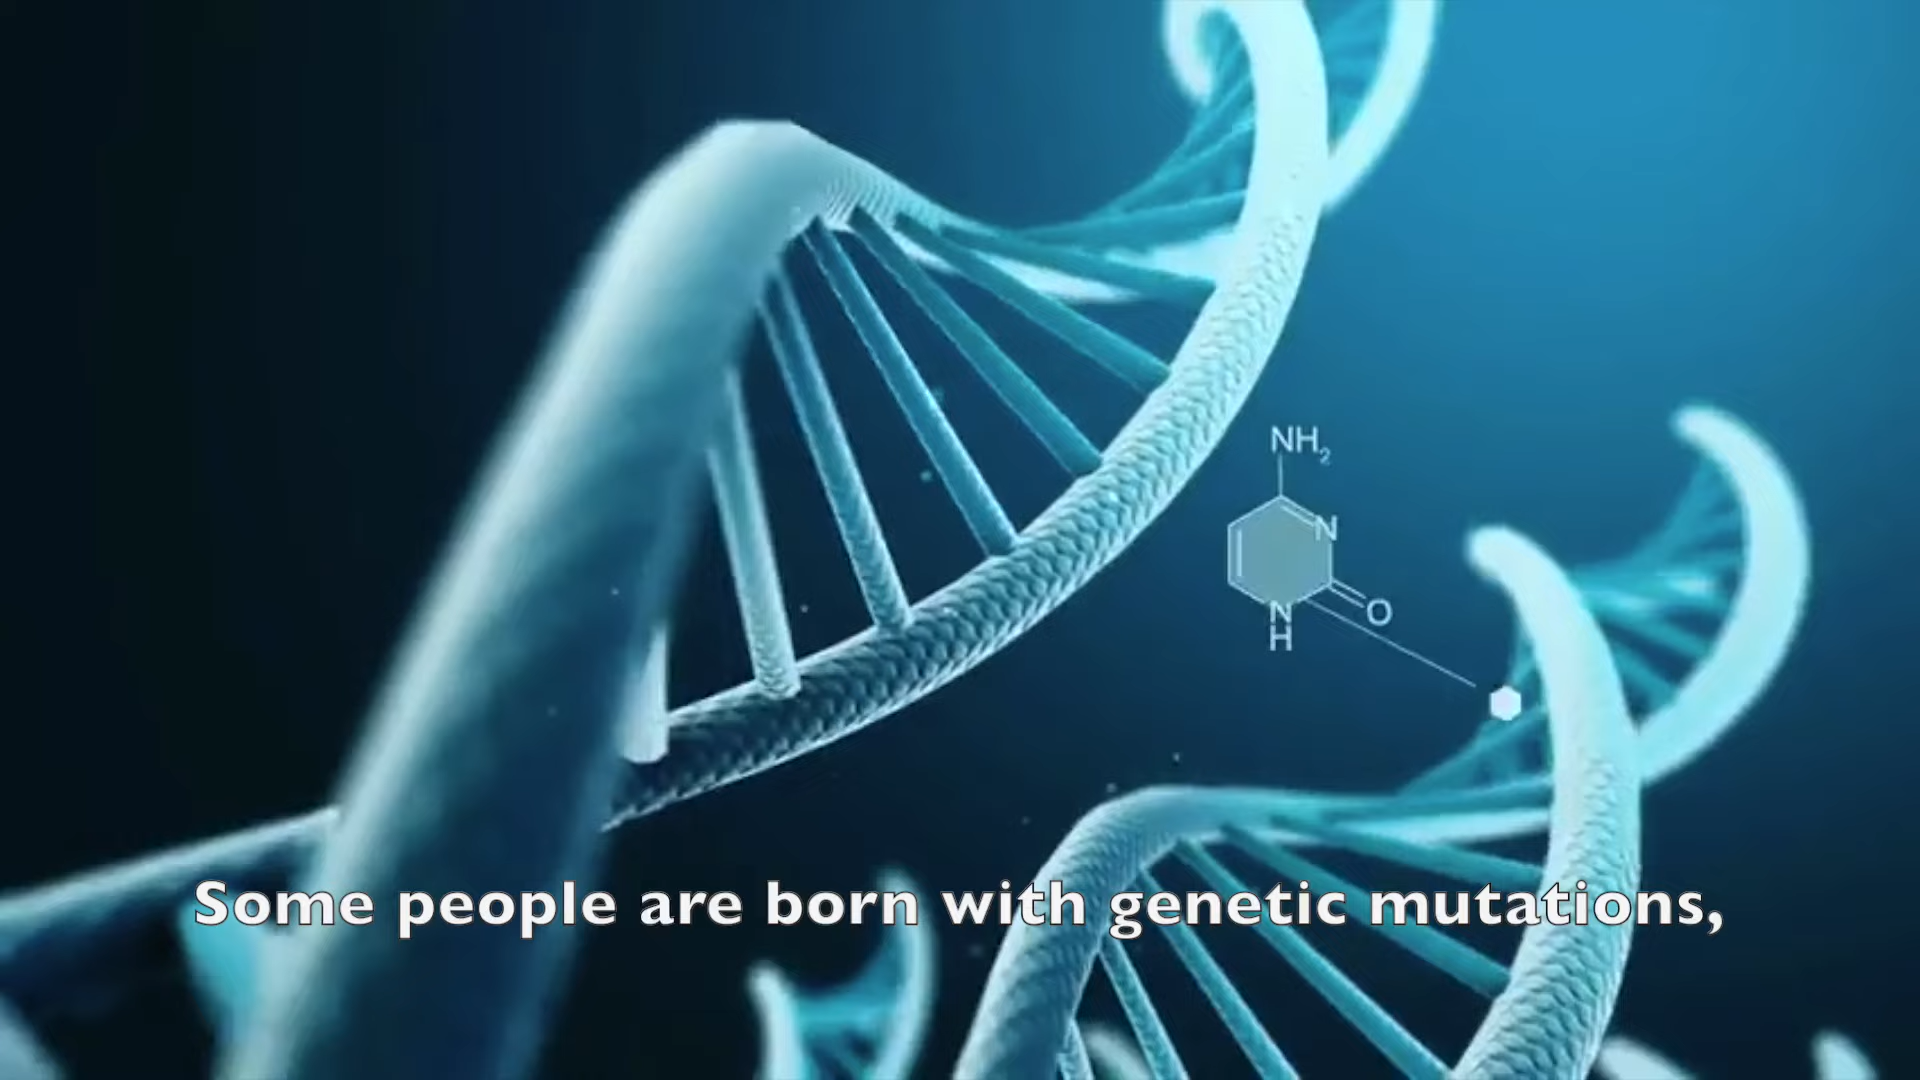 NH₂
N
N
H
O
Some people are born with genetic mutations,